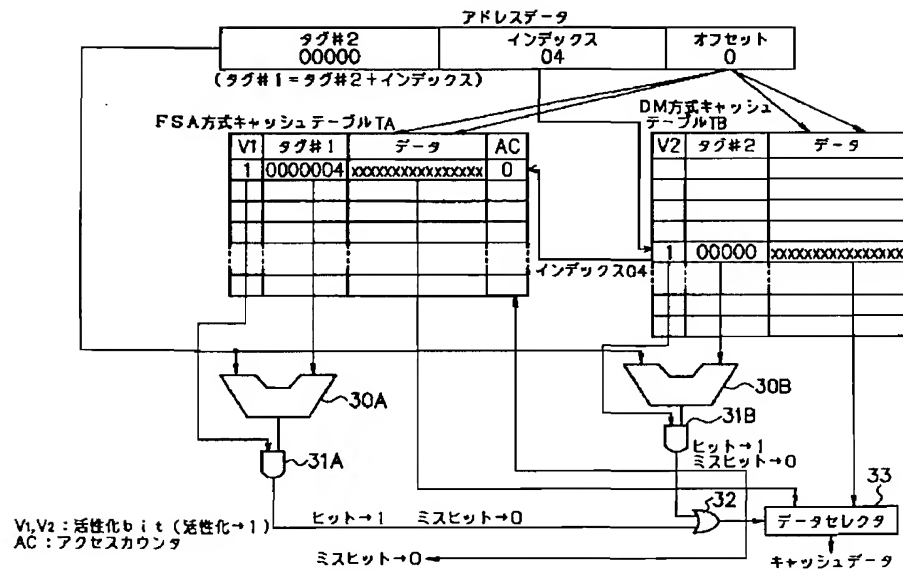 アドレスデータ
タグ#2 インデックス オフセット
00000 04 0
(タグ#1=タグ#2+インデックス)
FSA方式キャッシュテーブルTA
DM方式キャッシュ
テーブルTB
V1 タグ#1 データ AC
1 0000004 xxxxxxxxxxxxxxxx 0
V2 タグ#2 データ
1 00000 xxxxxxxxxxxxxxxx
インデックス04
30A
30B
31A
31B
ヒット→1
ミスヒット→0
32
33
データセレクタ
キャッシュデータ
V1,V2:活性化bit(活性化→1)
AC:アクセスカウンタ
ヒット→1 ミスヒット→0
ミスヒット→0